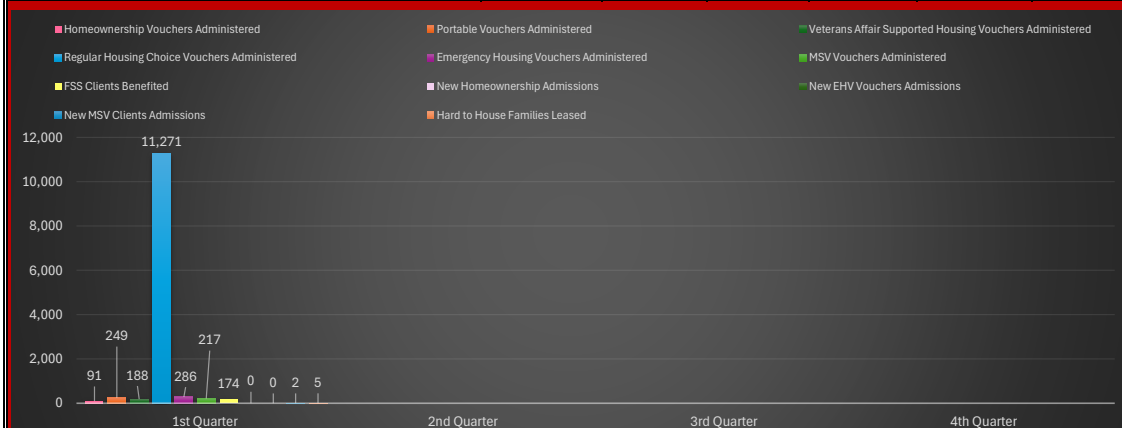 Homeownership Vouchers Administered
Portable Vouchers Administered
Veterans Affair Supported Housing Vouchers Administered
Regular Housing Choice Vouchers Administered
Emergency Housing Vouchers Administered
MSV Vouchers Administered
FSS Clients Benefited
New Homeownership Admissions
New EHV Vouchers Admissions
New MSV Clients Admissions
Hard to House Families Leased
12,000
10,000
8,000
6,000
4,000
2,000
0
91
249
188
11,271
286
217
174
0
0
2
5
1st Quarter
2nd Quarter
3rd Quarter
4th Quarter